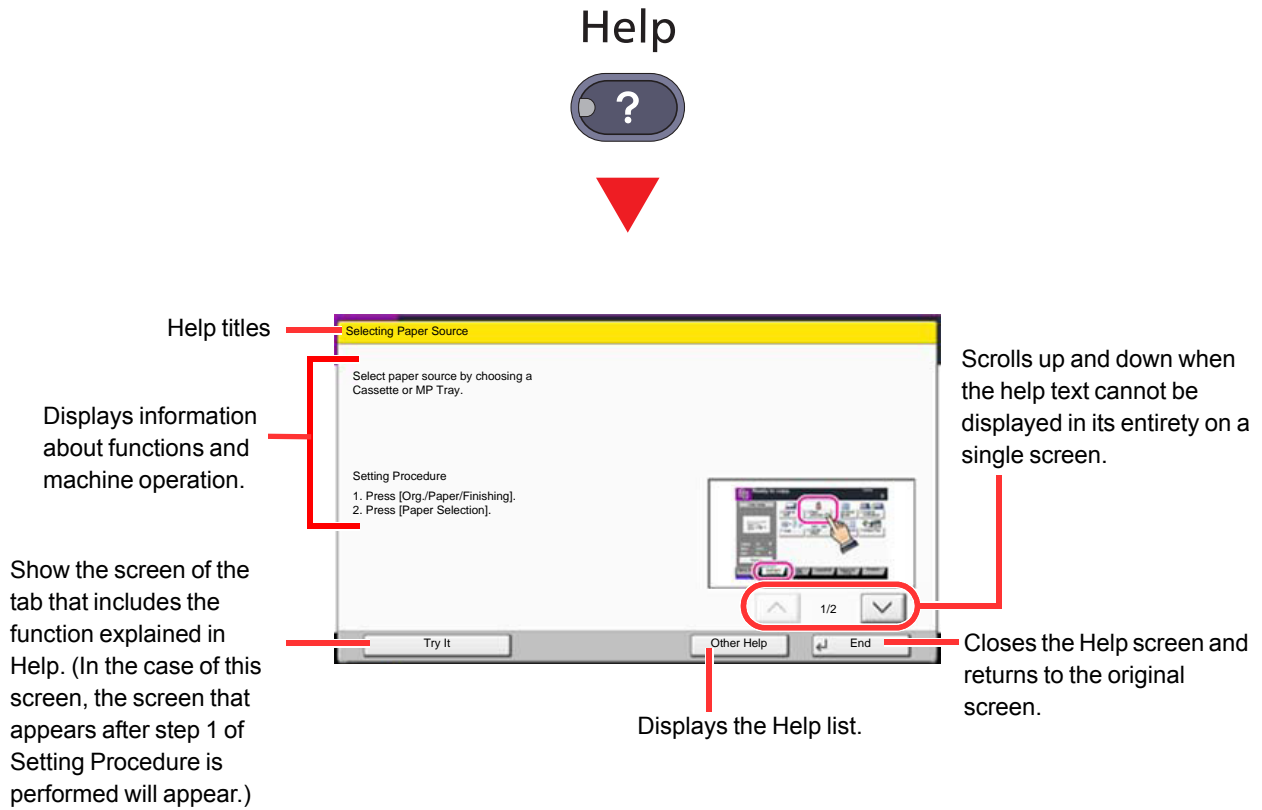 Help
?
Help titles
Selecting Paper Source
Select paper source by choosing a
Cassette or MP Tray.
Displays information
about functions and
machine operation.
Setting Procedure
1. Press [Org./Paper/Finishing].
2. Press [Paper Selection].
Scrolls up and down when
the help text cannot be
displayed in its entirety on a
single screen.
1/2
Show the screen of the
tab that includes the
function explained in
Help. (In the case of this
screen, the screen that
appears after step 1 of
Setting Procedure is
performed will appear.)
Try It
Other Help
End
Closes the Help screen and
returns to the original
screen.
Displays the Help list.